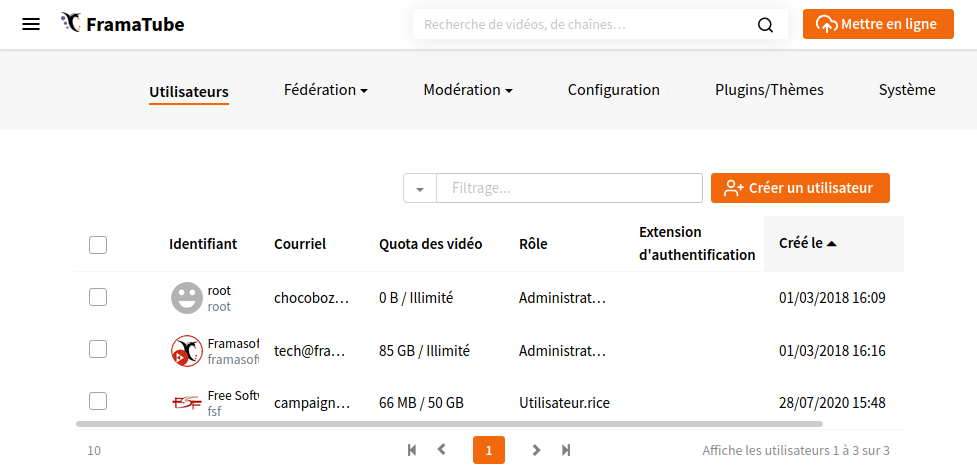 FramaTube
Recherche de vidéos, de chaînes…
Mettre en ligne
Utilisateurs
Fédération
Modération
Configuration
Plugins/Thèmes
Système
Filtrage...
Créer un utilisateur
Identifiant Courriel Quota des vidéo Rôle Extension d'authentification Créé le
root
root
chocoboz… 0 B / Illimité Administrat… 01/03/2018 16:09
Framasof
framasoft
tech@fra… 85 GB / Illimité Administrat… 01/03/2018 16:16
Free Softw
fsf
campaign… 66 MB / 50 GB Utilisateur.rice 28/07/2020 15:48
10
1
Affiche les utilisateurs 1 à 3 sur 3